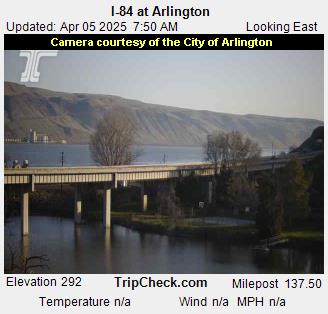 I-84 at Arlington
Updated: Apr 05 2025 7:50 AM Looking East
Camera courtesy of the City of Arlington
Elevation 292 TripCheck.com Milepost 137.50
Temperature n/a Wind n/a MPH n/a